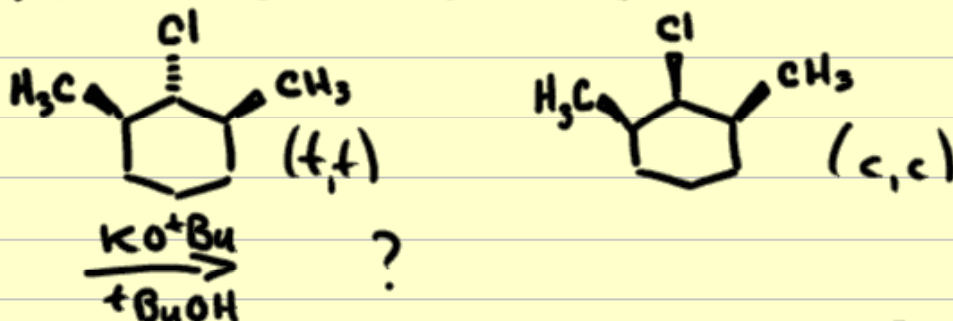 Cl Cl
H₃C CH₃ H₃C CH₃
(t,t) (c,c)
KOᵗBu ?
ᵗBuOH